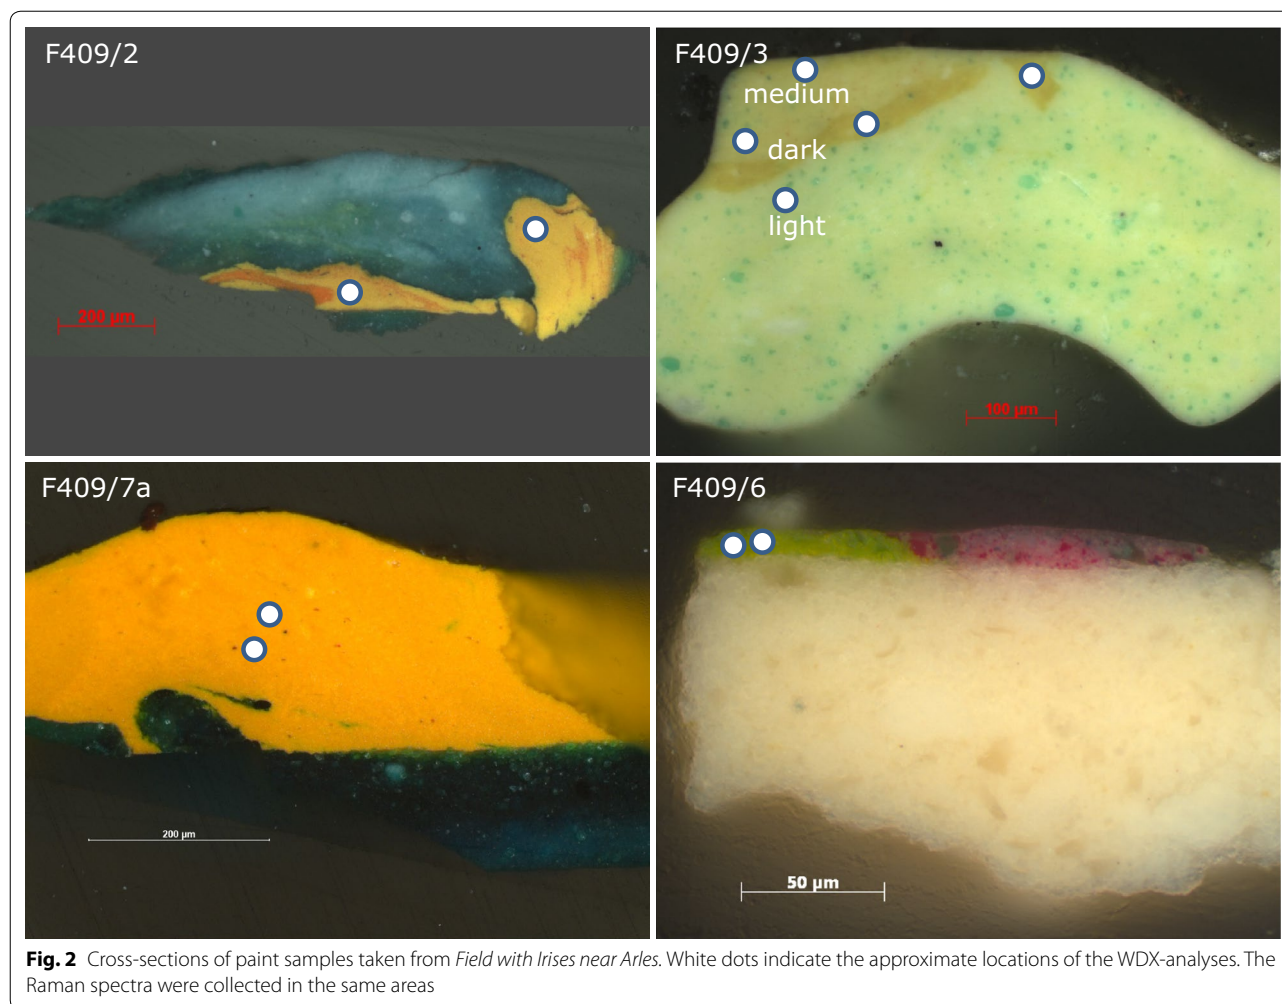 F409/2
200 µm
F409/3
medium
dark
light
100 µm
F409/7a
200 µm
F409/6
50 µm
Fig. 2 Cross-sections of paint samples taken from Field with Irises near Arles. White dots indicate the approximate locations of the WDX-analyses. The
Raman spectra were collected in the same areas